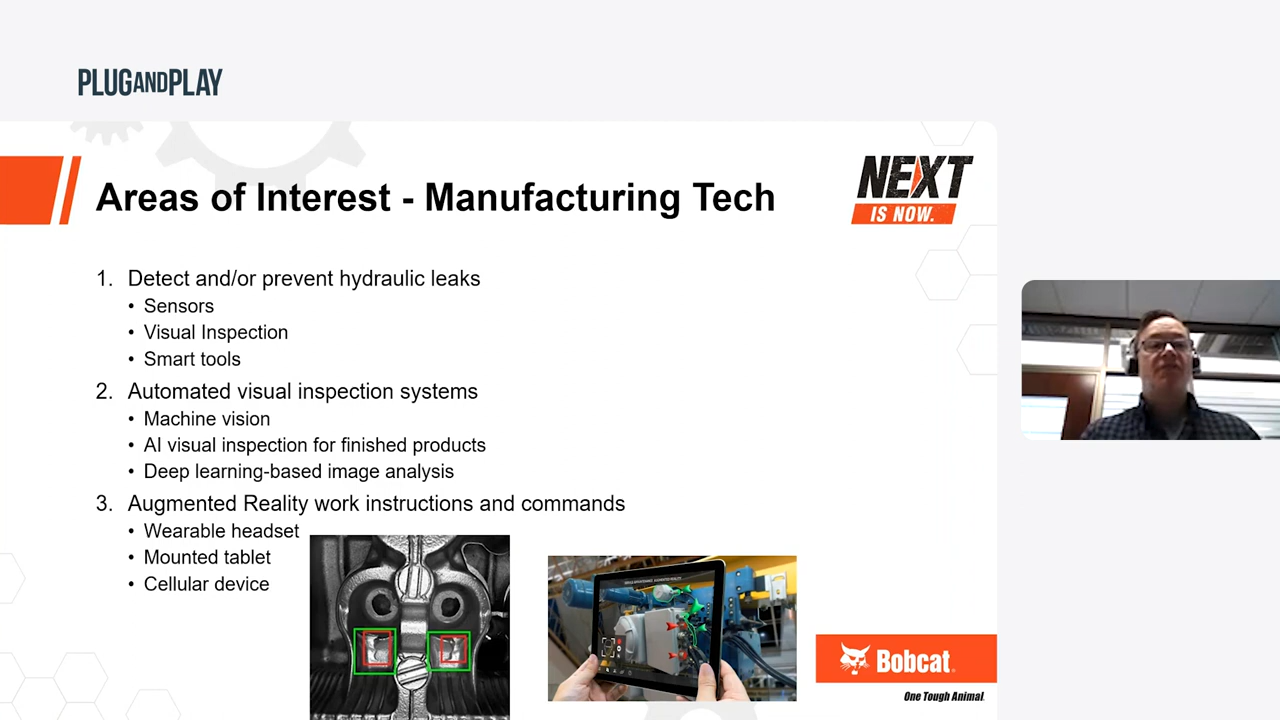 PLUGANDPLAY
Areas of Interest - Manufacturing Tech
NEXT
IS NOW.
1. Detect and/or prevent hydraulic leaks
• Sensors
• Visual Inspection
• Smart tools
2. Automated visual inspection systems
• Machine vision
• AI visual inspection for finished products
• Deep learning-based image analysis
3. Augmented Reality work instructions and commands
• Wearable headset
• Mounted tablet
• Cellular device
Bobcat
One Tough Animal.